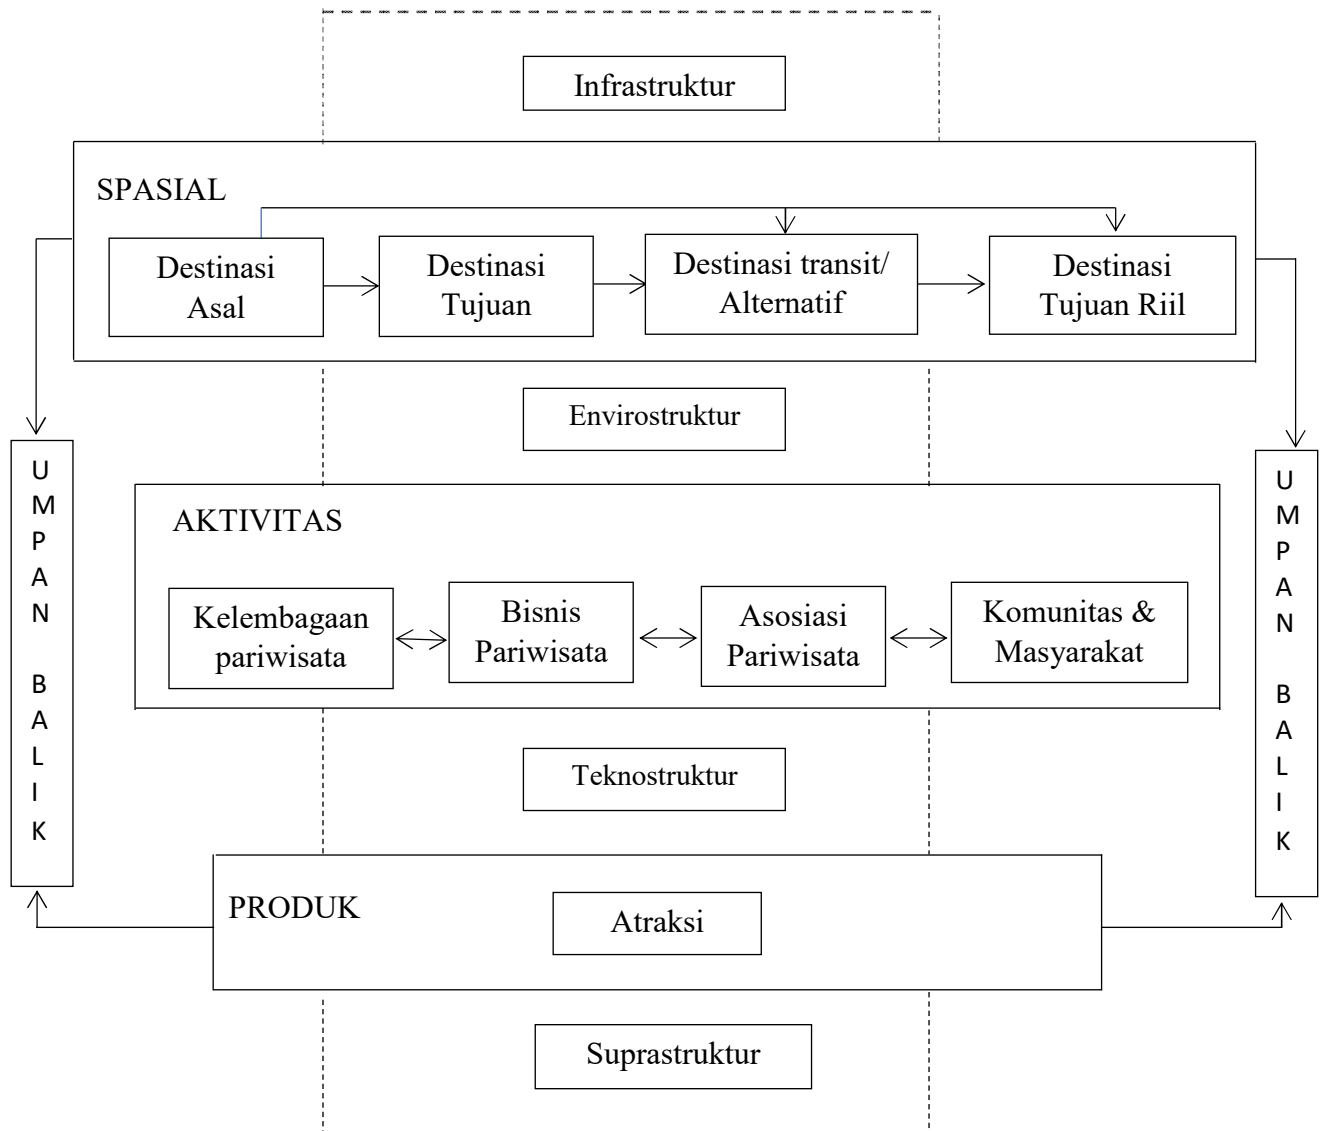 Infrastruktur
SPASIAL
Destinasi
Asal
Destinasi
Tujuan
Destinasi transit/
Alternatif
Destinasi
Tujuan Riil
Envirostruktur
U
M
P
A
N
B
A
L
I
K
AKTIVITAS
Kelembagaan
pariwisata
Bisnis
Pariwisata
Asosiasi
Pariwisata
Komunitas &
Masyarakat
U
M
P
A
N
B
A
L
I
K
Teknostruktur
PRODUK
Atraksi
Suprastruktur